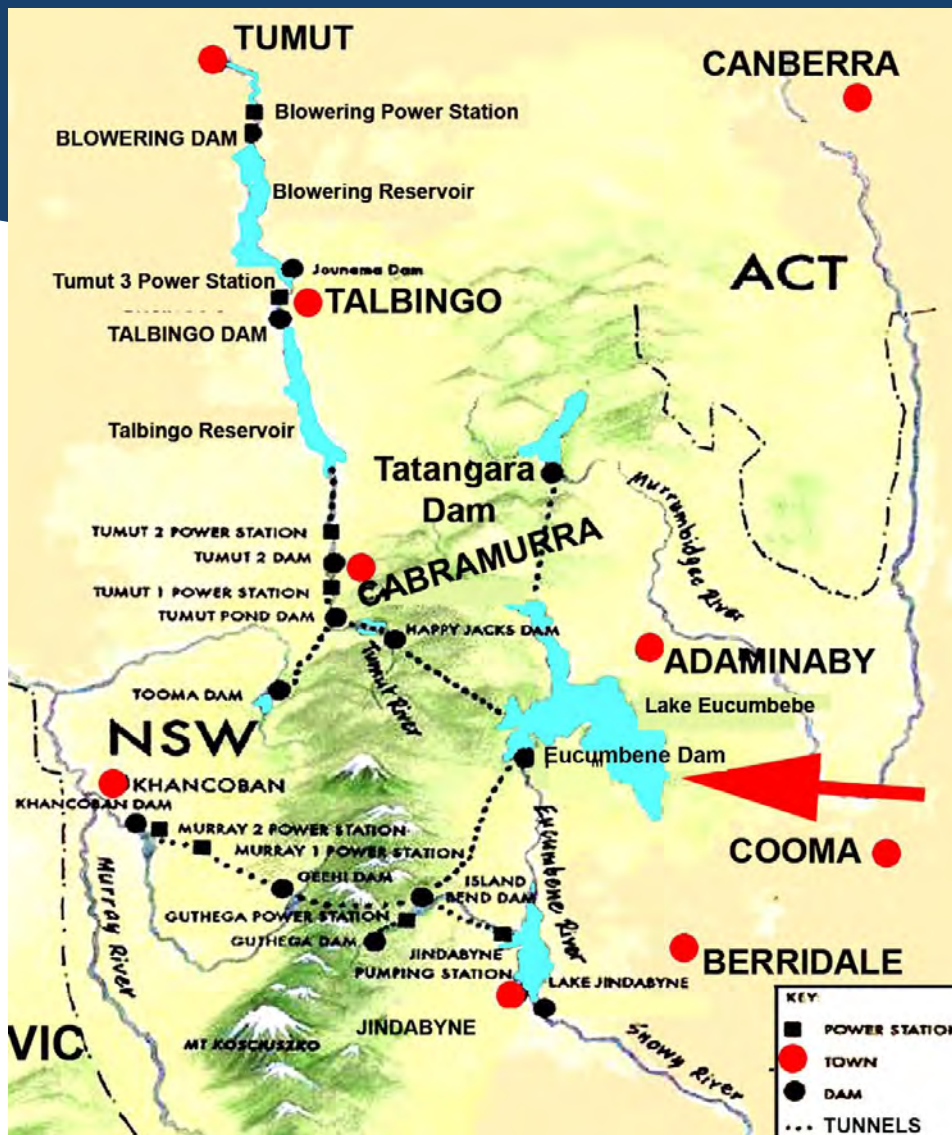 TUMUT
CANBERRA
Blowering Power Station
BLOWERING DAM
Blowering Reservoir
Jounama Dam
ACT
Tumut 3 Power Station
TALBINGO
TALBINGO DAM
Talbingo Reservoir
Tatangara
Dam
Murrumbidgee River
TUMUT 2 POWER STATION
TUMUT 2 DAM
CABRAMURRA
TUMUT 1 POWER STATION
TUMUT POND DAM
HAPPY JACKS DAM
Tumut River
ADAMINABY
TOOMA DAM
Lake Eucumbebe
NSW
Eucumbene Dam
KHANCOBAN
KHANCOBAN DAM
MURRAY 2 POWER STATION
MURRAY 1 POWER STATION
Eucumbene River
COOMA
GEEHI DAM
ISLAND
BEND DAM
Murray River
GUTHEGA POWER STATION
GUTHEGA DAM
JINDABYNE
PUMPING STATION
BERRIDALE
LAKE JINDABYNE
JINDABYNE
VIC
MT KOSCIUSZKO
Snowy River
KEY:
POWER STATION
TOWN
DAM
TUNNELS